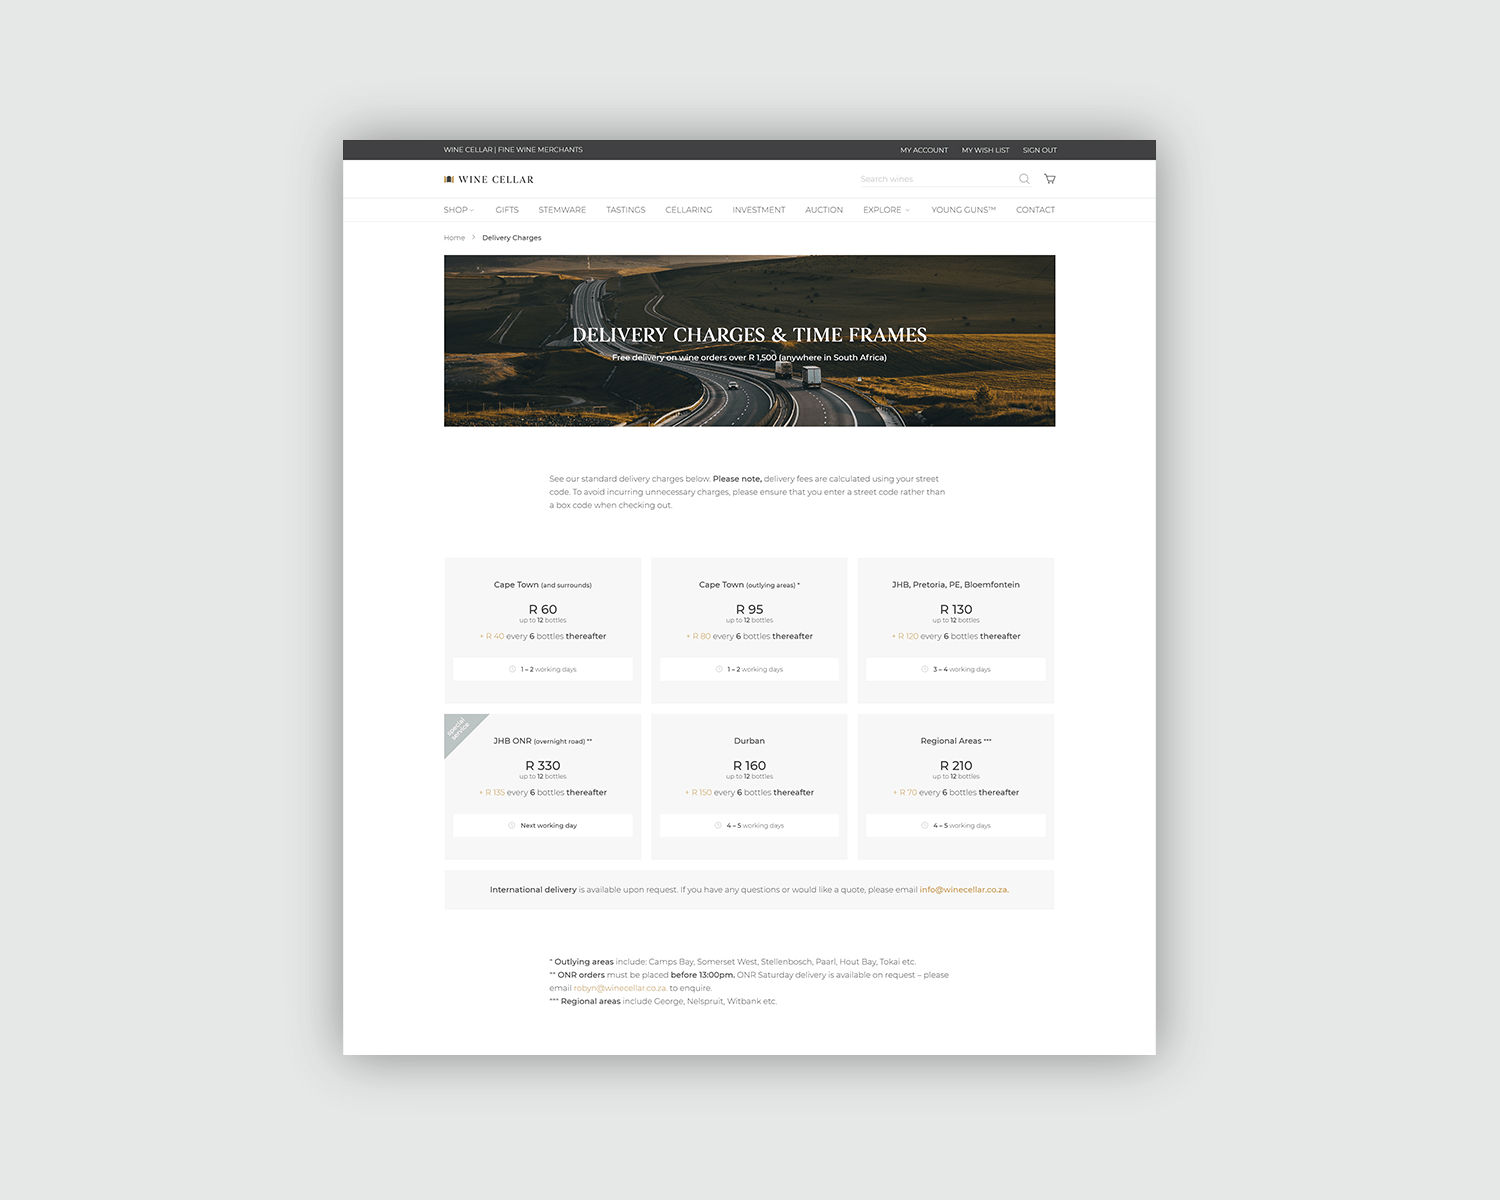 WINE CELLAR | FINE WINE MERCHANTS
MY ACCOUNT MY WISH LIST SIGN OUT
WINE CELLAR
Search wines
SHOP GIFTS STEMWARE TASTINGS CELLARING INVESTMENT AUCTION EXPLORE YOUNG GUNS™ CONTACT
Home > Delivery Charges
DELIVERY CHARGES & TIME FRAMES
Free delivery on wine orders over R 1,500 (anywhere in South Africa)
See our standard delivery charges below. Please note, delivery fees are calculated using your street
code. To avoid incurring unnecessary charges, please ensure that you enter a street code rather than
a box code when checking out.
Cape Town (and surrounds)
R 60
up to 12 bottles
+ R 40 every 6 bottles thereafter
1 – 2 working days
Cape Town (outlying areas) *
R 95
up to 12 bottles
+ R 80 every 6 bottles thereafter
1 – 2 working days
JHB, Pretoria, PE, Bloemfontein
R 130
up to 12 bottles
+ R 120 every 6 bottles thereafter
3 – 4 working days
special
service
JHB ONR (overnight road) **
R 330
up to 12 bottles
+ R 135 every 6 bottles thereafter
Next working day
Durban
R 160
up to 12 bottles
+ R 150 every 6 bottles thereafter
4 – 5 working days
Regional Areas ***
R 210
up to 12 bottles
+ R 70 every 6 bottles thereafter
4 – 5 working days
International delivery is available upon request. If you have any questions or would like a quote, please email info@winecellar.co.za.
* Outlying areas include: Camps Bay, Somerset West, Stellenbosch, Paarl, Hout Bay, Tokai etc.
** ONR orders must be placed before 13:00pm. ONR Saturday delivery is available on request – please
email robyn@winecellar.co.za. to enquire.
*** Regional areas include George, Nelspruit, Witbank etc.